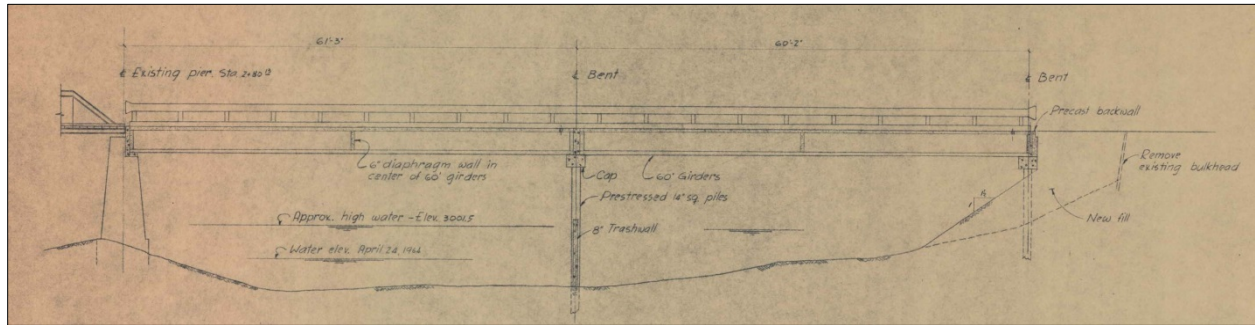 61'-3"
60'-2"
℄ Existing pier, Sta. 2+80
℄ Bent
℄ Bent
Precast backwall
6" diaphragm wall in
center of 60' girders
Cap
60' Girders
Remove
existing bulkhead
Prestressed 14" sq. piles
Approx. high water - Elev. 3001.5
8" Trashwall
New fill
Water elev. April 24, 1964
1